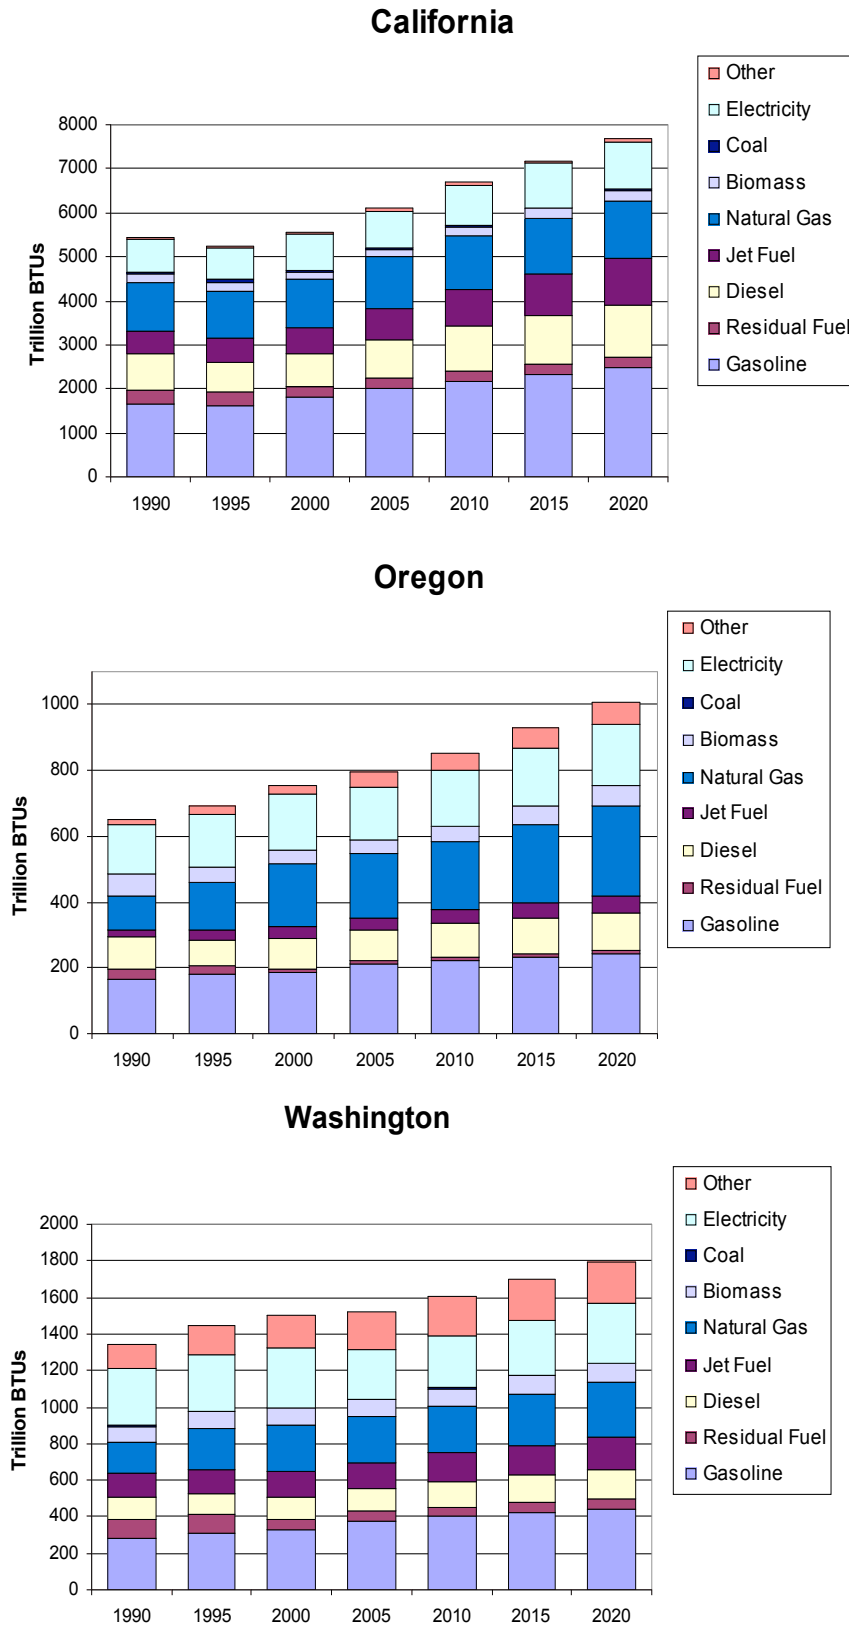 California
Other
Electricity
Coal
Biomass
Natural Gas
Jet Fuel
Diesel
Residual Fuel
Gasoline
Trillion BTUs
8000
7000
6000
5000
4000
3000
2000
1000
0
1990 1995 2000 2005 2010 2015 2020
Oregon
Other
Electricity
Coal
Biomass
Natural Gas
Jet Fuel
Diesel
Residual Fuel
Gasoline
Trillion BTUs
1000
800
600
400
200
0
1990 1995 2000 2005 2010 2015 2020
Washington
Other
Electricity
Coal
Biomass
Natural Gas
Jet Fuel
Diesel
Residual Fuel
Gasoline
Trillion BTUs
2000
1800
1600
1400
1200
1000
800
600
400
200
0
1990 1995 2000 2005 2010 2015 2020